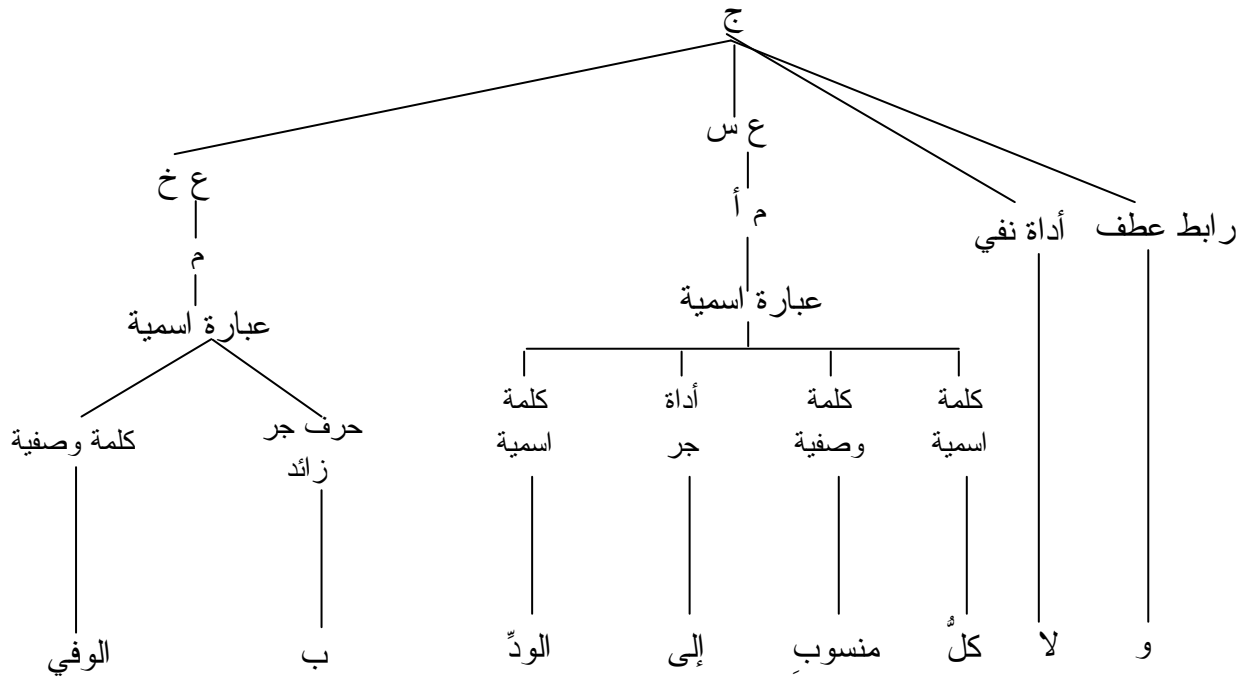 ج
ع س
ع خ
م أ
رابط عطف
أداة نفي
م
عبارة اسمية
عبارة اسمية
كلمة
كلمة
أداة
كلمة
اسمية
وصفية
جر
اسمية
حرف جر
زائد
كلمة وصفية
و لا كلُّ منسوبِ إلى الودِّ ب الوفي